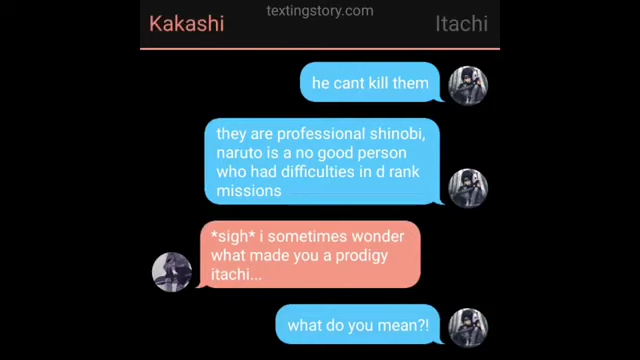 textingstory.com
Kakashi
Itachi
he cant kill them
they are professional shinobi,
naruto is a no good person
who had difficulties in d rank
missions
*sigh* i sometimes wonder
what made you a prodigy
itachi...
what do you mean?!